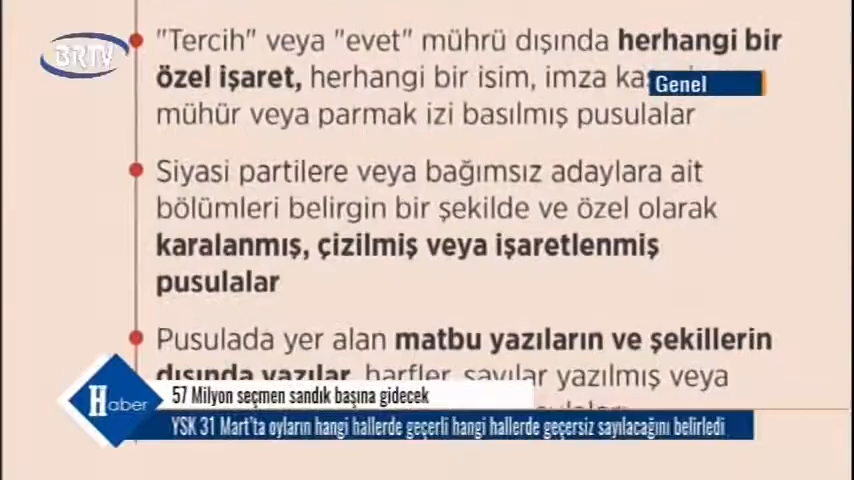 BRTV
"Tercih" veya "evet" mührü dışında herhangi bir
özel işaret, herhangi bir isim, imza
Genel
mühür veya parmak izi basılmış pusulalar
Siyasi partilere veya bağımsız adaylara ait
bölümleri belirgin bir şekilde ve özel olarak
karalanmış, çizilmiş veya işaretlenmiş
pusulalar
Pusulada yer alan matbu yazıların ve şekillerin
dışında yazılar, harfler, sayılar yazılmış veya
Haber
57 Milyon seçmen sandık başına gidecek
YSK 31 Mart'ta oyların hangi hallerde geçerli hangi hallerde geçersiz sayılacağını belirledi